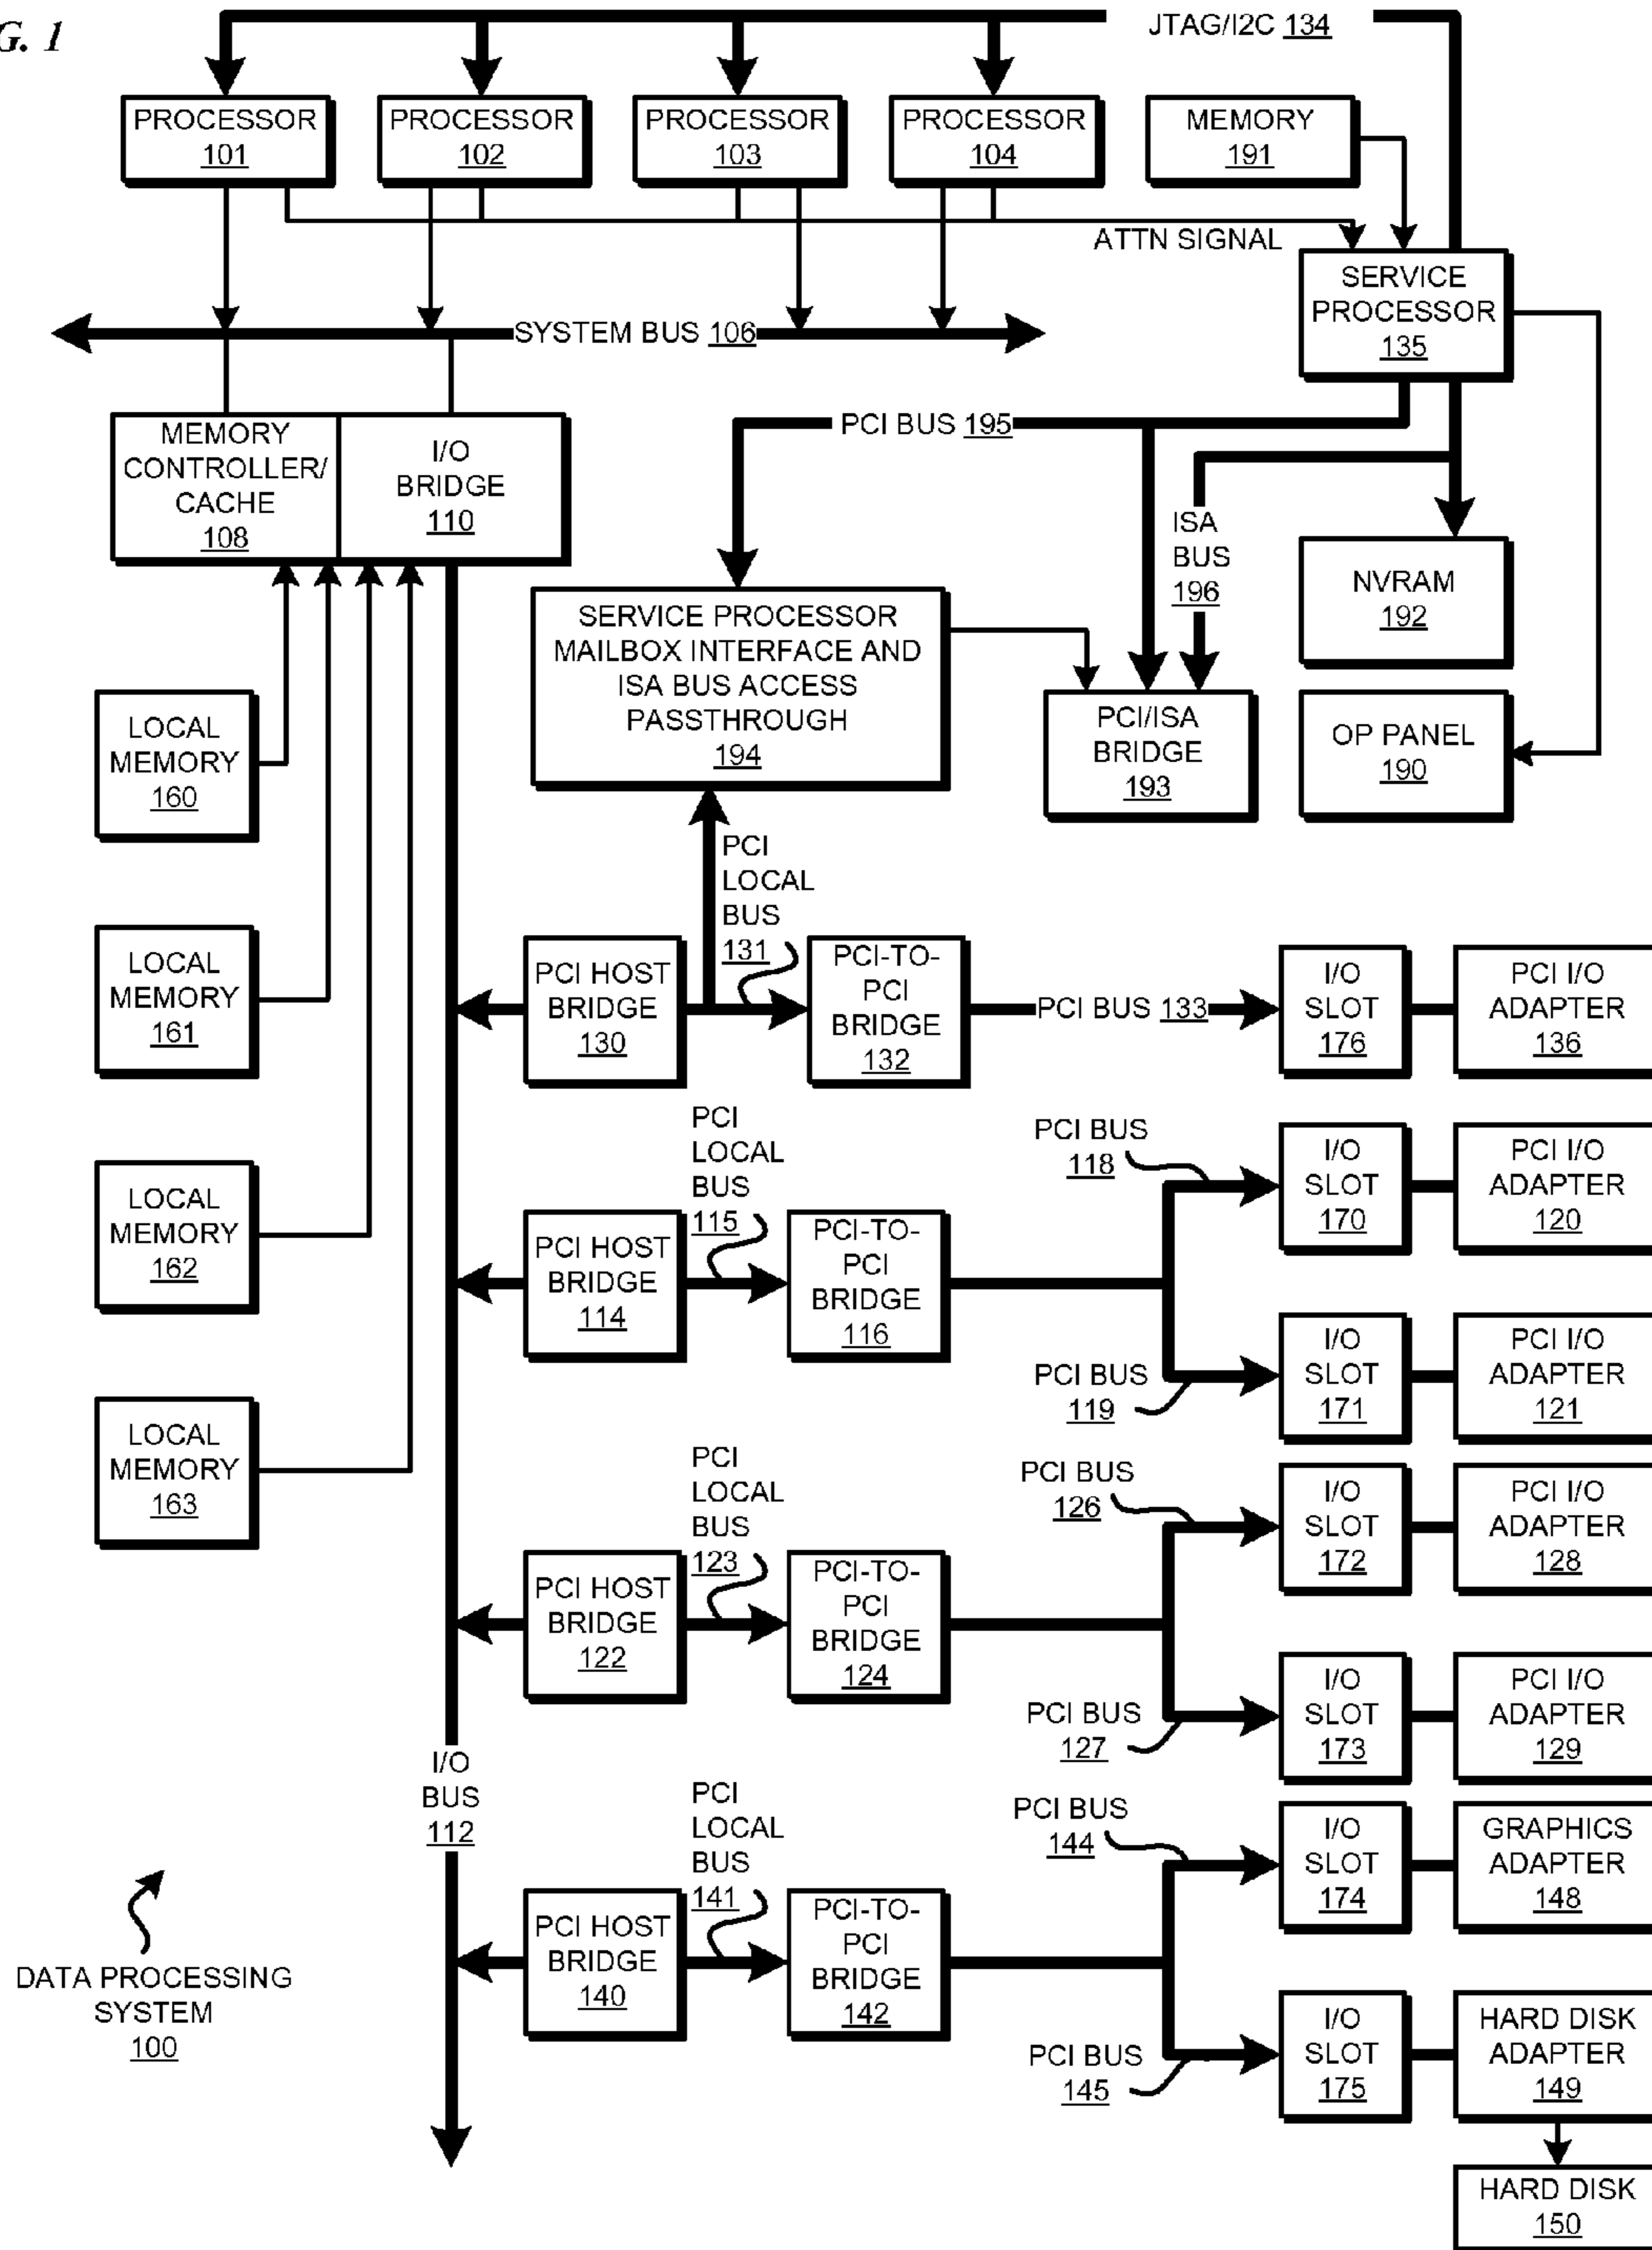 G. 1
JTAG/I2C 134
PROCESSOR
101
PROCESSOR
102
PROCESSOR
103
PROCESSOR
104
MEMORY
191
ATTN SIGNAL
SERVICE
PROCESSOR
135
SYSTEM BUS 106
MEMORY
CONTROLLER/
CACHE
108
I/O
BRIDGE
110
PCI BUS 195
ISA
BUS
196
NVRAM
192
SERVICE PROCESSOR
MAILBOX INTERFACE AND
ISA BUS ACCESS
PASSTHROUGH
194
PCI/ISA
BRIDGE
193
OP PANEL
190
LOCAL
MEMORY
160
LOCAL
MEMORY
161
LOCAL
MEMORY
162
LOCAL
MEMORY
163
PCI
LOCAL
BUS
131
PCI HOST
BRIDGE
130
PCI-TO-
PCI
BRIDGE
132
PCI BUS 133
I/O
SLOT
176
PCI I/O
ADAPTER
136
PCI
LOCAL
BUS
115
PCI HOST
BRIDGE
114
PCI-TO-
PCI
BRIDGE
116
PCI BUS
118
I/O
SLOT
170
PCI I/O
ADAPTER
120
PCI BUS
119
I/O
SLOT
171
PCI I/O
ADAPTER
121
PCI
LOCAL
BUS
123
PCI HOST
BRIDGE
122
PCI-TO-
PCI
BRIDGE
124
PCI BUS
126
I/O
SLOT
172
PCI I/O
ADAPTER
128
PCI BUS
127
I/O
SLOT
173
PCI I/O
ADAPTER
129
I/O
BUS
112
PCI
LOCAL
BUS
141
PCI HOST
BRIDGE
140
PCI-TO-
PCI
BRIDGE
142
PCI BUS
144
I/O
SLOT
174
GRAPHICS
ADAPTER
148
PCI BUS
145
I/O
SLOT
175
HARD DISK
ADAPTER
149
HARD DISK
150
DATA PROCESSING
SYSTEM
100